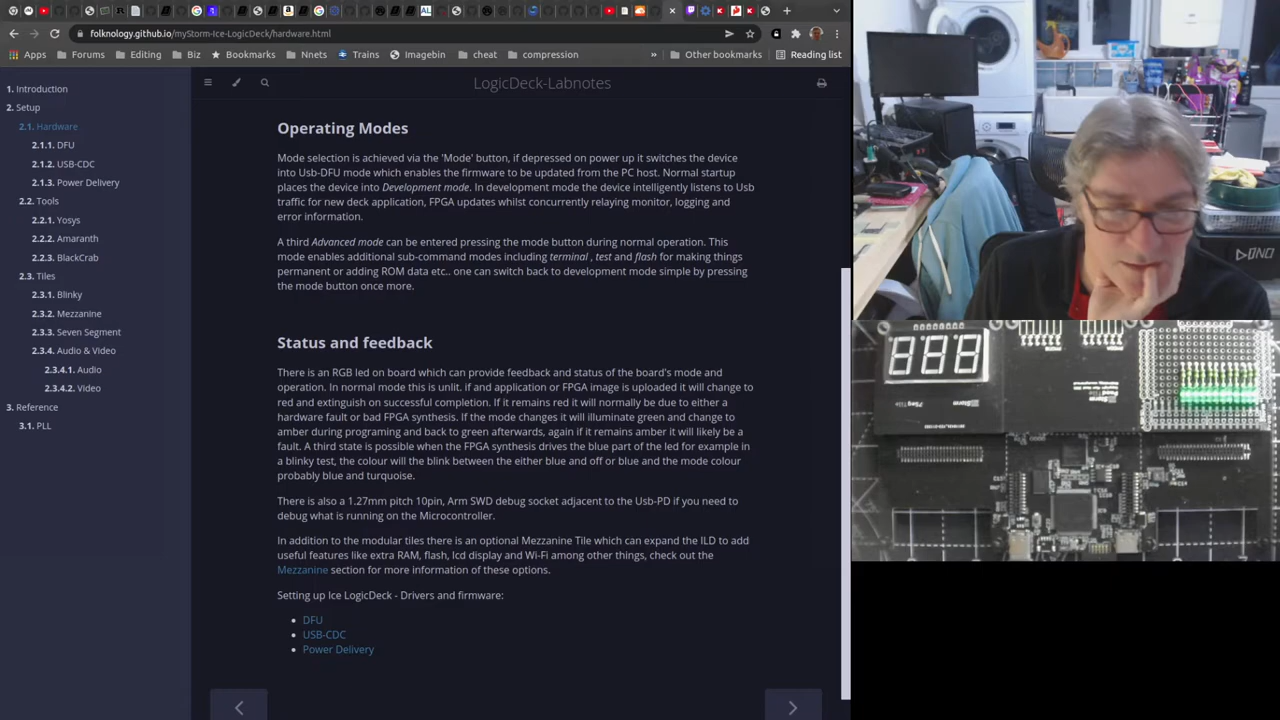 folknology.github.io/myStorm-Ice-LogicDeck/hardware.html
Apps Forums Editing Biz Bookmarks Nnets Trains Imagebin cheat compression » Other bookmarks Reading list
1. Introduction
2. Setup
2.1. Hardware
2.1.1. DFU
2.1.2. USB-CDC
2.1.3. Power Delivery
2.2. Tools
2.2.1. Yosys
2.2.2. Amaranth
2.2.3. BlackCrab
2.3. Tiles
2.3.1. Blinky
2.3.2. Mezzanine
2.3.3. Seven Segment
2.3.4. Audio & Video
2.3.4.1. Audio
2.3.4.2. Video
3. Reference
3.1. PLL
LogicDeck-Labnotes
Operating Modes
Mode selection is achieved via the 'Mode' button, if depressed on power up it switches the device
into Usb-DFU mode which enables the firmware to be updated from the PC host. Normal startup
places the device into Development mode. In development mode the device intelligently listens to Usb
traffic for new deck application, FPGA updates whilst concurrently relaying monitor, logging and
error information.
A third Advanced mode can be entered pressing the mode button during normal operation. This
mode enables additional sub-command modes including terminal , test and flash for making things
permanent or adding ROM data etc.. one can switch back to development mode simple by pressing
the mode button once more.
Status and feedback
There is an RGB led on board which can provide feedback and status of the board's mode and
operation. In normal mode this is unlit. if and application or FPGA image is uploaded it will change to
red and extinguish on successful completion. If it remains red it will normally be due to either a
hardware fault or bad FPGA synthesis. If the mode changes it will illuminate green and change to
amber during programing and back to green afterwards, again if it remains amber it will likely be a
fault. A third state is possible when the FPGA synthesis drives the blue part of the led for example in
a blinky test, the colour will the blink between the either blue and off or blue and the mode colour
probably blue and turquoise.
There is also a 1.27mm pitch 10pin, Arm SWD debug socket adjacent to the Usb-PD if you need to
debug what is running on the Microcontroller.
In addition to the modular tiles there is an optional Mezzanine Tile which can expand the ILD to add
useful features like extra RAM, flash, lcd display and Wi-Fi among other things, check out the
Mezzanine section for more information of these options.
Setting up Ice LogicDeck - Drivers and firmware:
DFU
USB-CDC
Power Delivery